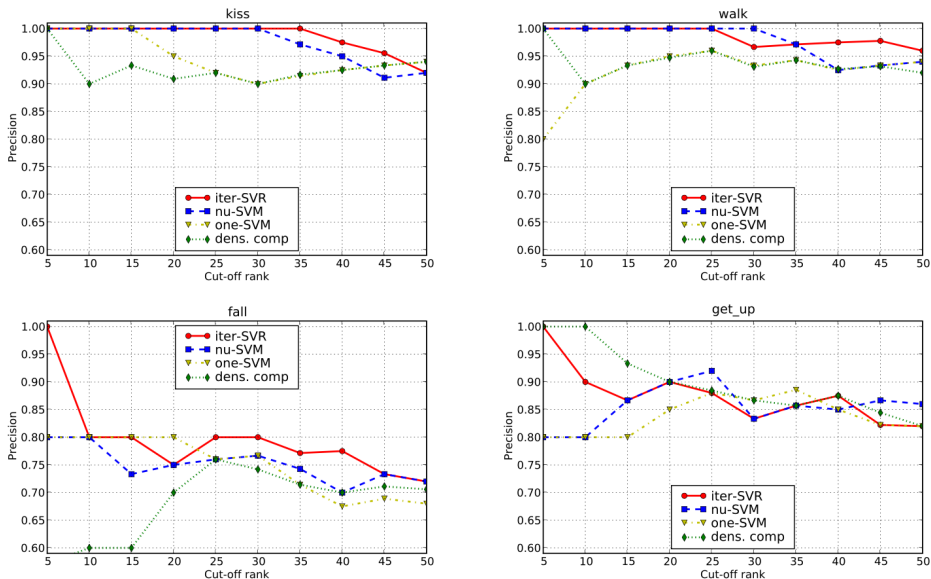 kiss
Precision
1.00
0.95
0.90
0.85
0.80
0.75
0.70
0.65
0.60
iter-SVR
nu-SVM
one-SVM
dens. comp
5 10 15 20 25 30 35 40 45 50
Cut-off rank
walk
Precision
1.00
0.95
0.90
0.85
0.80
0.75
0.70
0.65
0.60
iter-SVR
nu-SVM
one-SVM
dens. comp
5 10 15 20 25 30 35 40 45 50
Cut-off rank
fall
Precision
1.00
0.95
0.90
0.85
0.80
0.75
0.70
0.65
0.60
iter-SVR
nu-SVM
one-SVM
dens. comp
5 10 15 20 25 30 35 40 45 50
Cut-off rank
get_up
Precision
1.00
0.95
0.90
0.85
0.80
0.75
0.70
0.65
0.60
iter-SVR
nu-SVM
one-SVM
dens. comp
5 10 15 20 25 30 35 40 45 50
Cut-off rank